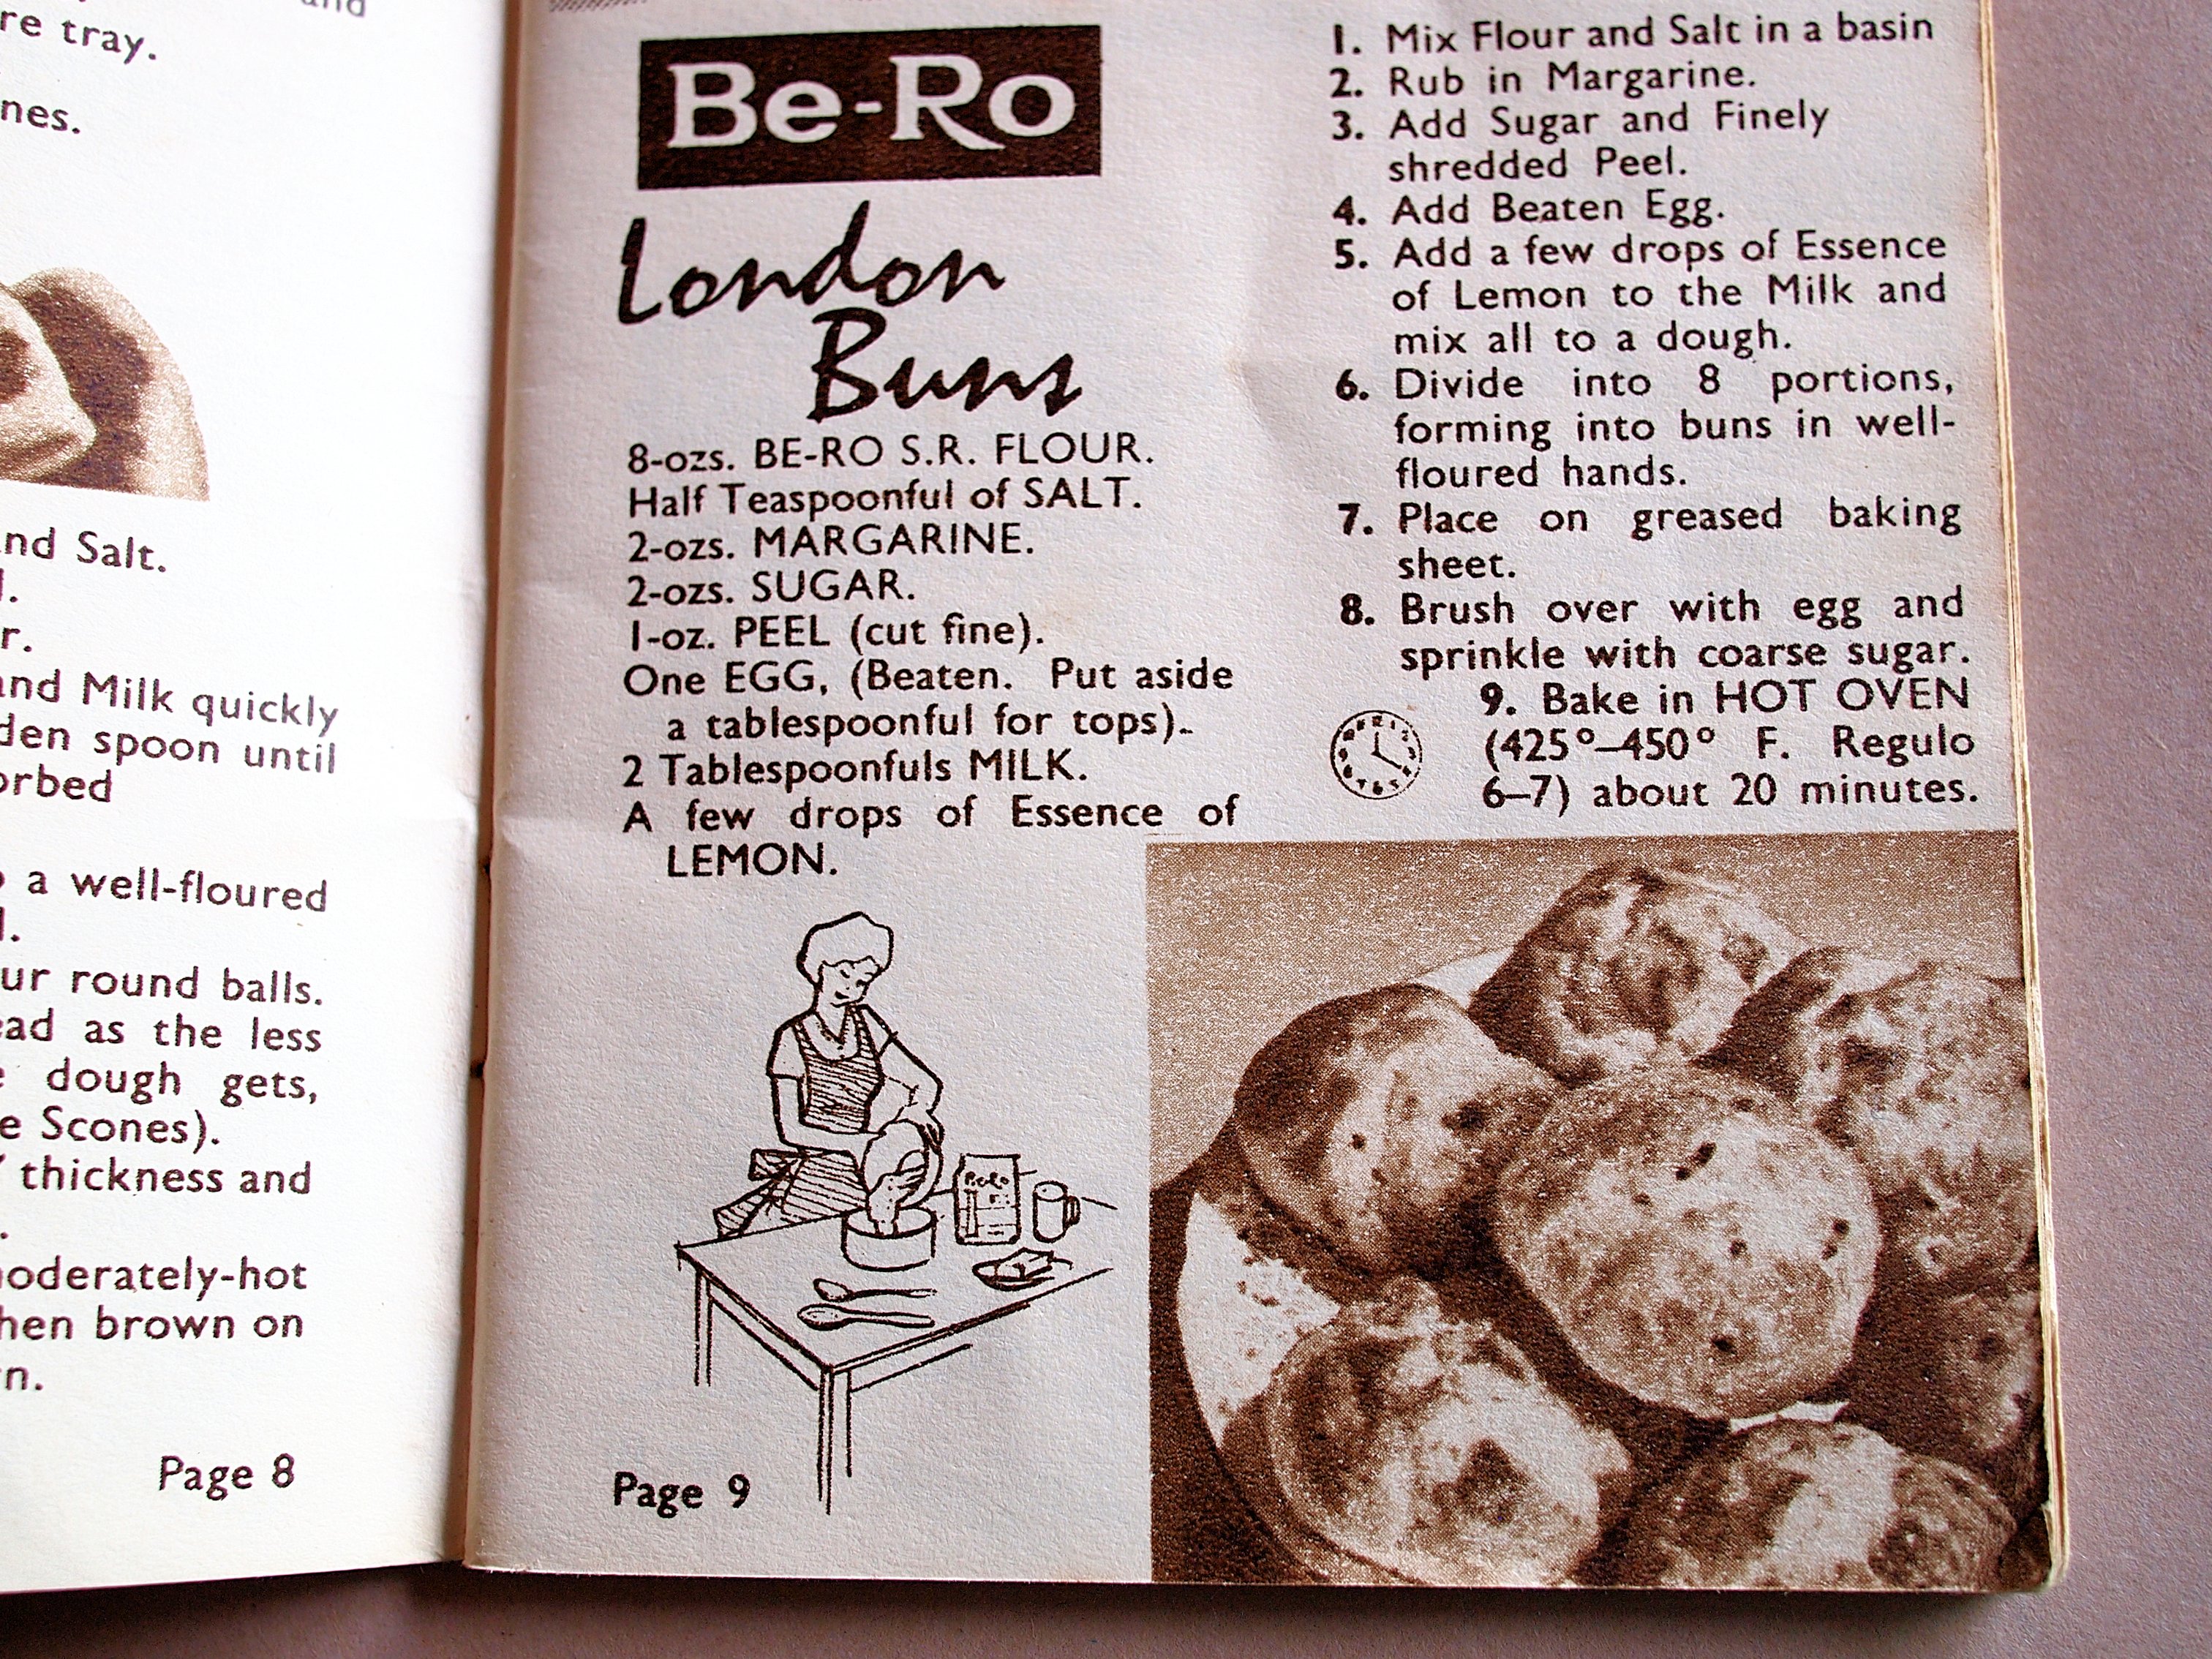 re tray.
nes.
nd Salt.
r.
and Milk quickly
den spoon until
orbed
a well-floured
ur round balls.
ead as the less
dough gets,
e Scones).
thickness and
oderately-hot
hen brown on
n.
Page 8
Be-Ro
London
Buns
8-ozs. BE-RO S.R. FLOUR.
Half Teaspoonful of SALT.
2-ozs. MARGARINE.
2-ozs. SUGAR.
1-oz. PEEL (cut fine).
One EGG, (Beaten. Put aside
a tablespoonful for tops).
2 Tablespoonfuls MILK.
A few drops of Essence of
LEMON.
Page 9
1. Mix Flour and Salt in a basin
2. Rub in Margarine.
3. Add Sugar and Finely
shredded Peel.
4. Add Beaten Egg.
5. Add a few drops of Essence
of Lemon to the Milk and
mix all to a dough.
6. Divide into 8 portions,
forming into buns in well-
floured hands.
7. Place on greased baking
sheet.
8. Brush over with egg and
sprinkle with coarse sugar.
9. Bake in HOT OVEN
(425°–450° F. Regulo
6–7) about 20 minutes.